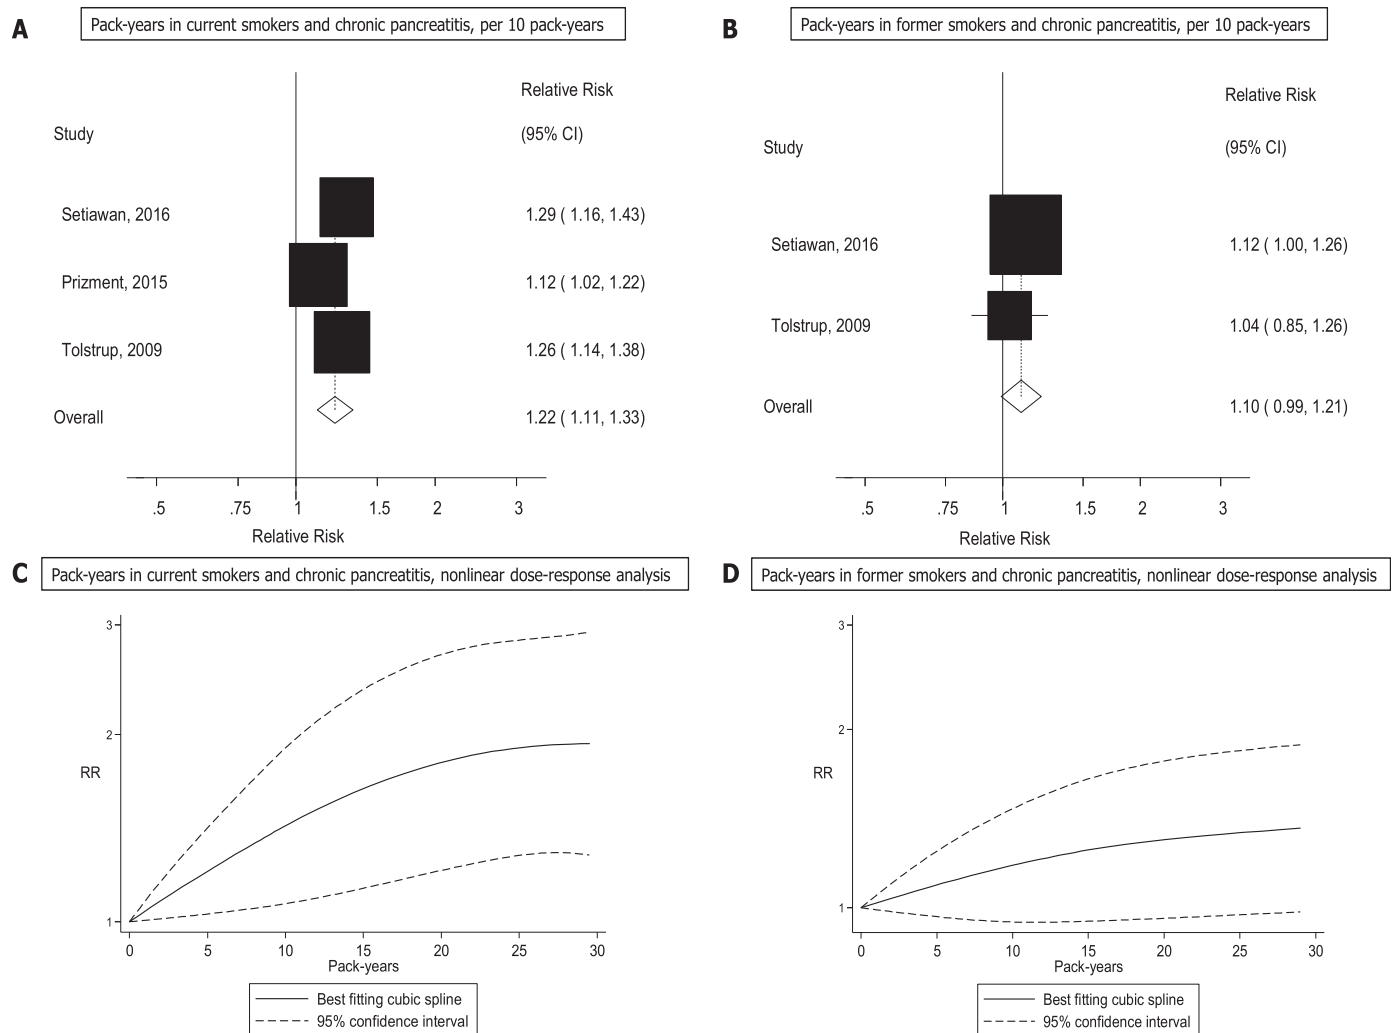 A
Pack-years in current smokers and chronic pancreatitis, per 10 pack-years
Relative Risk
Study (95% CI)
Setiawan, 2016 1.29 ( 1.16, 1.43)
Prizment, 2015 1.12 ( 1.02, 1.22)
Tolstrup, 2009 1.26 ( 1.14, 1.38)
Overall 1.22 ( 1.11, 1.33)
.5 .75 1 1.5 2 3
Relative Risk
B
Pack-years in former smokers and chronic pancreatitis, per 10 pack-years
Relative Risk
Study (95% CI)
Setiawan, 2016 1.12 ( 1.00, 1.26)
Tolstrup, 2009 1.04 ( 0.85, 1.26)
Overall 1.10 ( 0.99, 1.21)
.5 .75 1 1.5 2 3
Relative Risk
C
Pack-years in current smokers and chronic pancreatitis, nonlinear dose-response analysis
3
2
RR
1
0 5 10 15 20 25 30
Pack-years
Best fitting cubic spline
95% confidence interval
D
Pack-years in former smokers and chronic pancreatitis, nonlinear dose-response analysis
3
2
RR
1
0 5 10 15 20 25 30
Pack-years
Best fitting cubic spline
95% confidence interval